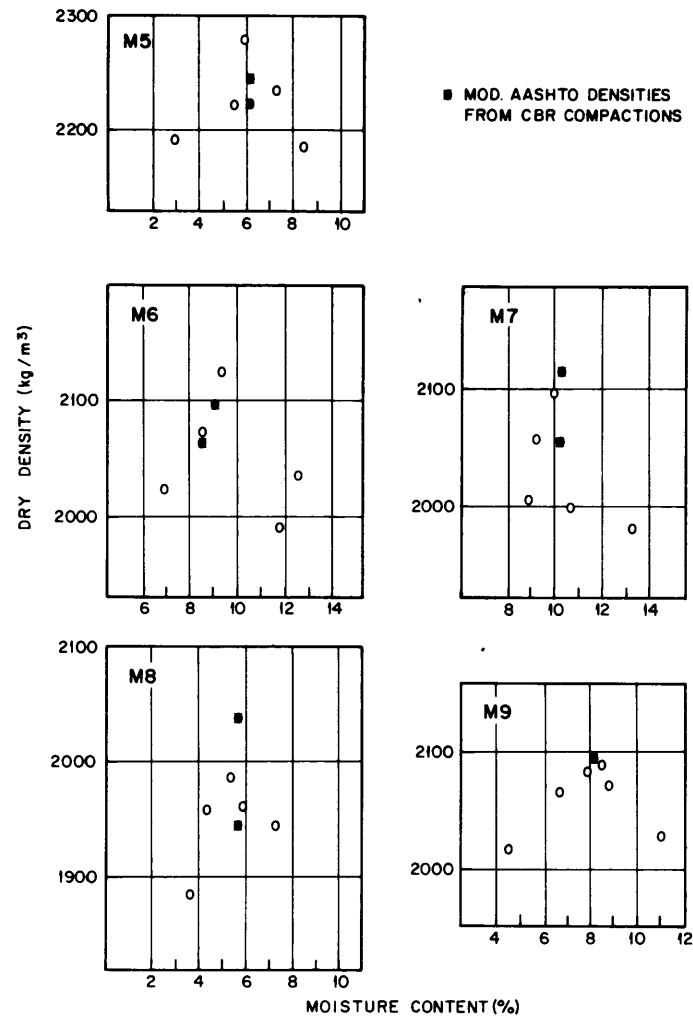 2300
M5
2200
2 4 6 8 10
■ MOD. AASHTO DENSITIES
FROM CBR COMPACTIONS
DRY DENSITY (kg/m³)
M6
2100
2000
6 8 10 12 14
M7
2100
2000
8 10 12 14
2100
M8
2000
1900
2 4 6 8 10
M9
2100
2000
4 6 8 10 12
MOISTURE CONTENT (%)